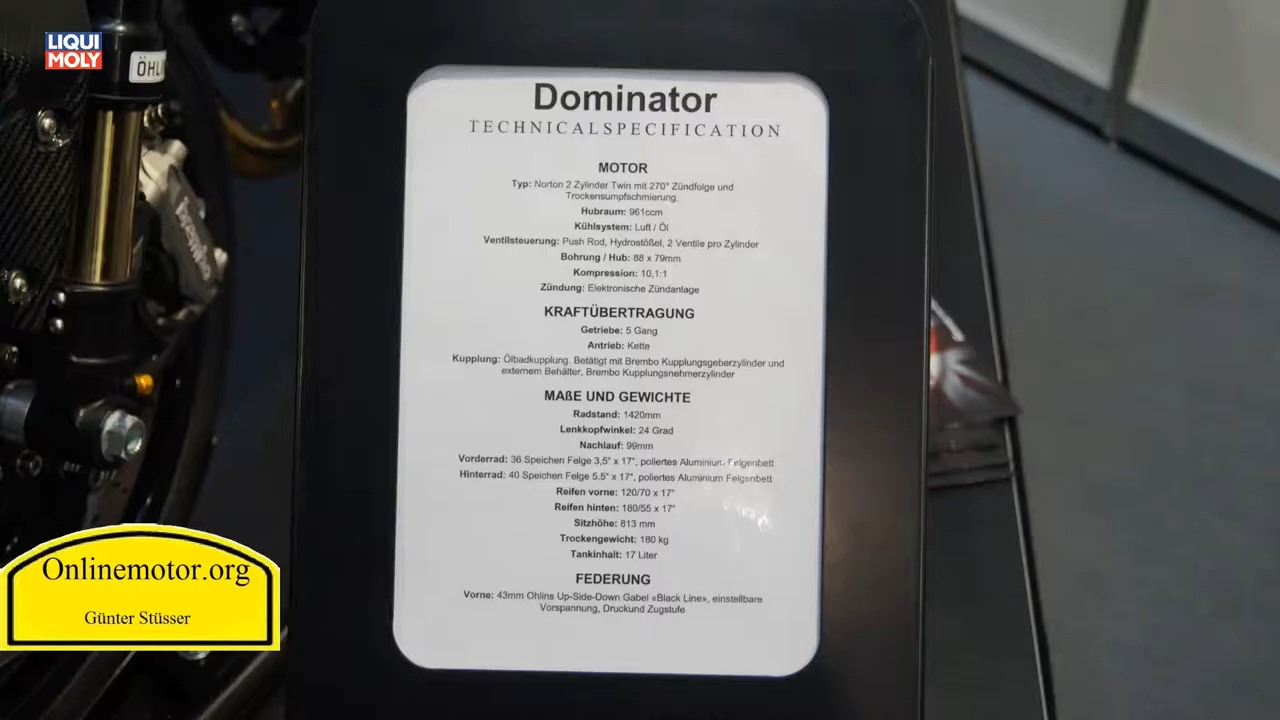 LIQUI
MOLY
ÖHL
brembo
Dominator
TECHNICALSPECIFICATION
MOTOR
Typ: Norton 2 Zylinder Twin mit 270° Zündfolge und
Trockensumpfschmierung.
Hubraum: 961ccm
Kühlsystem: Luft / Öl
Ventilsteuerung: Push Rod, Hydrostößel, 2 Ventile pro Zylinder
Bohrung / Hub: 88 x 79mm
Kompression: 10,1:1
Zündung: Elektronische Zündanlage
KRAFTÜBERTRAGUNG
Getriebe: 5 Gang
Antrieb: Kette
Kupplung: Ölbadkupplung. Betätigt mit Brembo Kupplungsgeberzylinder und
externem Behälter, Brembo Kupplungsnehmerzylinder
MAßE UND GEWICHTE
Radstand: 1420mm
Lenkkopfwinkel: 24 Grad
Nachlauf: 99mm
Vorderrad: 36 Speichen Felge 3,5" x 17", poliertes Aluminium Felgenbett
Hinterrad: 40 Speichen Felge 5.5" x 17", poliertes Aluminium Felgenbett
Reifen vorne: 120/70 x 17"
Reifen hinten: 180/55 x 17"
Sitzhöhe: 813 mm
Trockengewicht: 180 kg
Tankinhalt: 17 Liter
FEDERUNG
Vorne: 43mm Ohlins Up-Side-Down Gabel «Black Line», einstellbare
Vorspannung, Druckund Zugstufe
Onlinemotor.org
Günter Stüsser